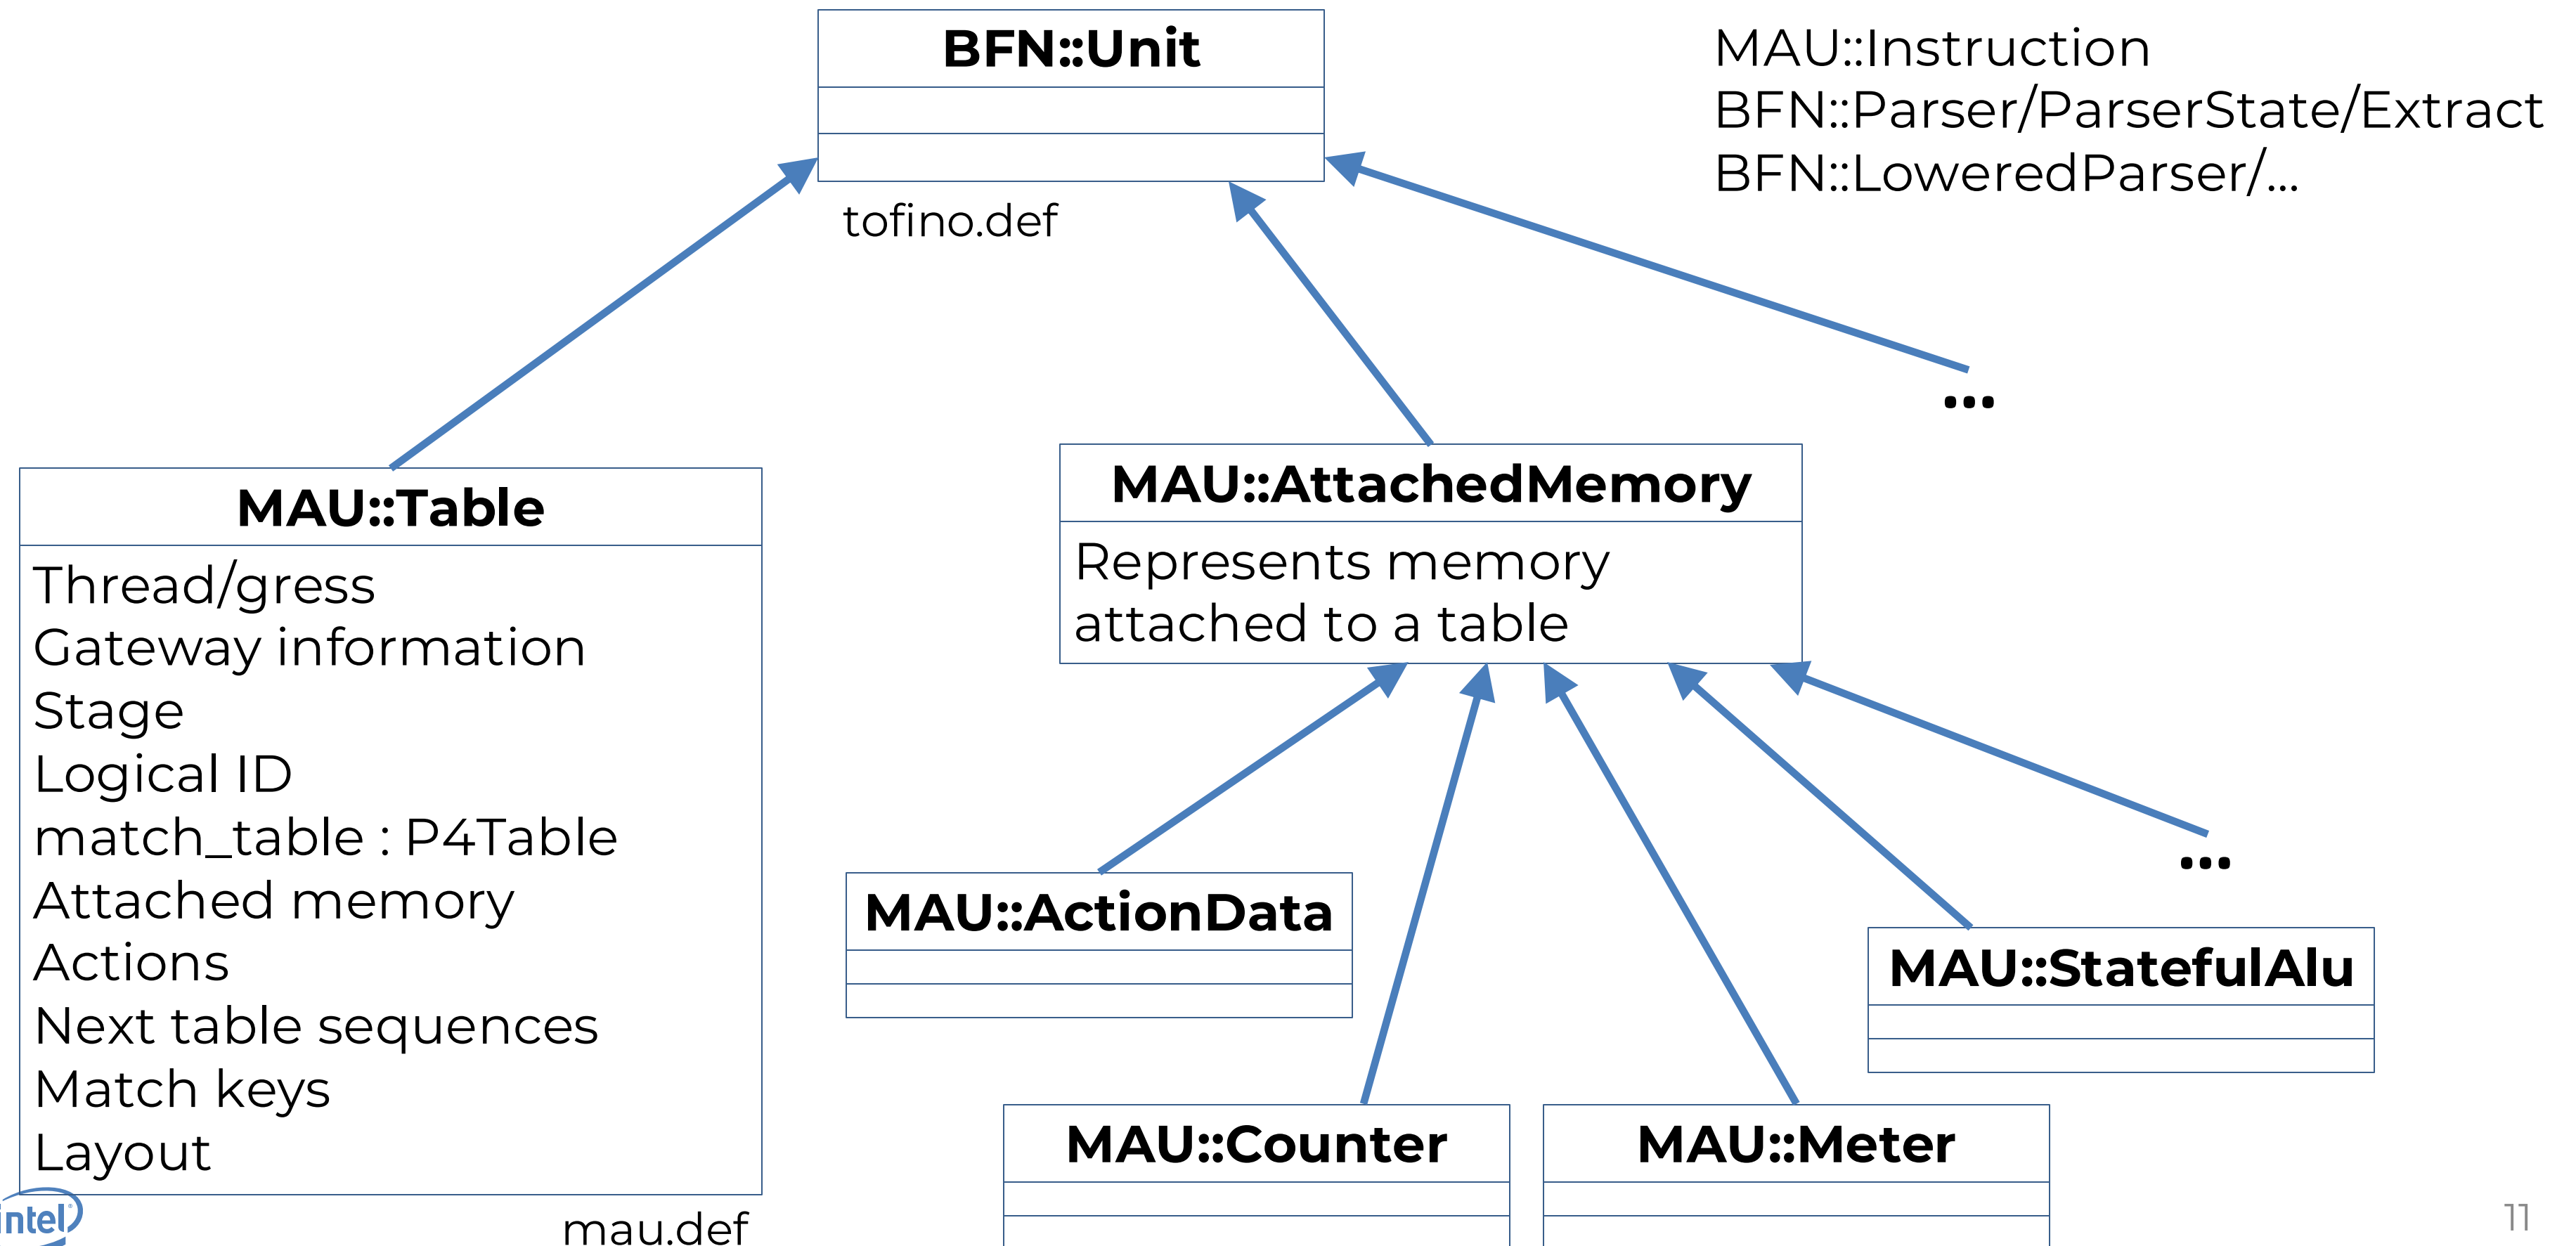 BFN::Unit
tofino.def
MAU::Instruction
BFN::Parser/ParserState/Extract
BFN::LoweredParser/...
...
MAU::Table
Thread/gress
Gateway information
Stage
Logical ID
match_table : P4Table
Attached memory
Actions
Next table sequences
Match keys
Layout
mau.def
MAU::AttachedMemory
Represents memory
attached to a table
...
MAU::ActionData
MAU::StatefulAlu
MAU::Counter
MAU::Meter
intel
11